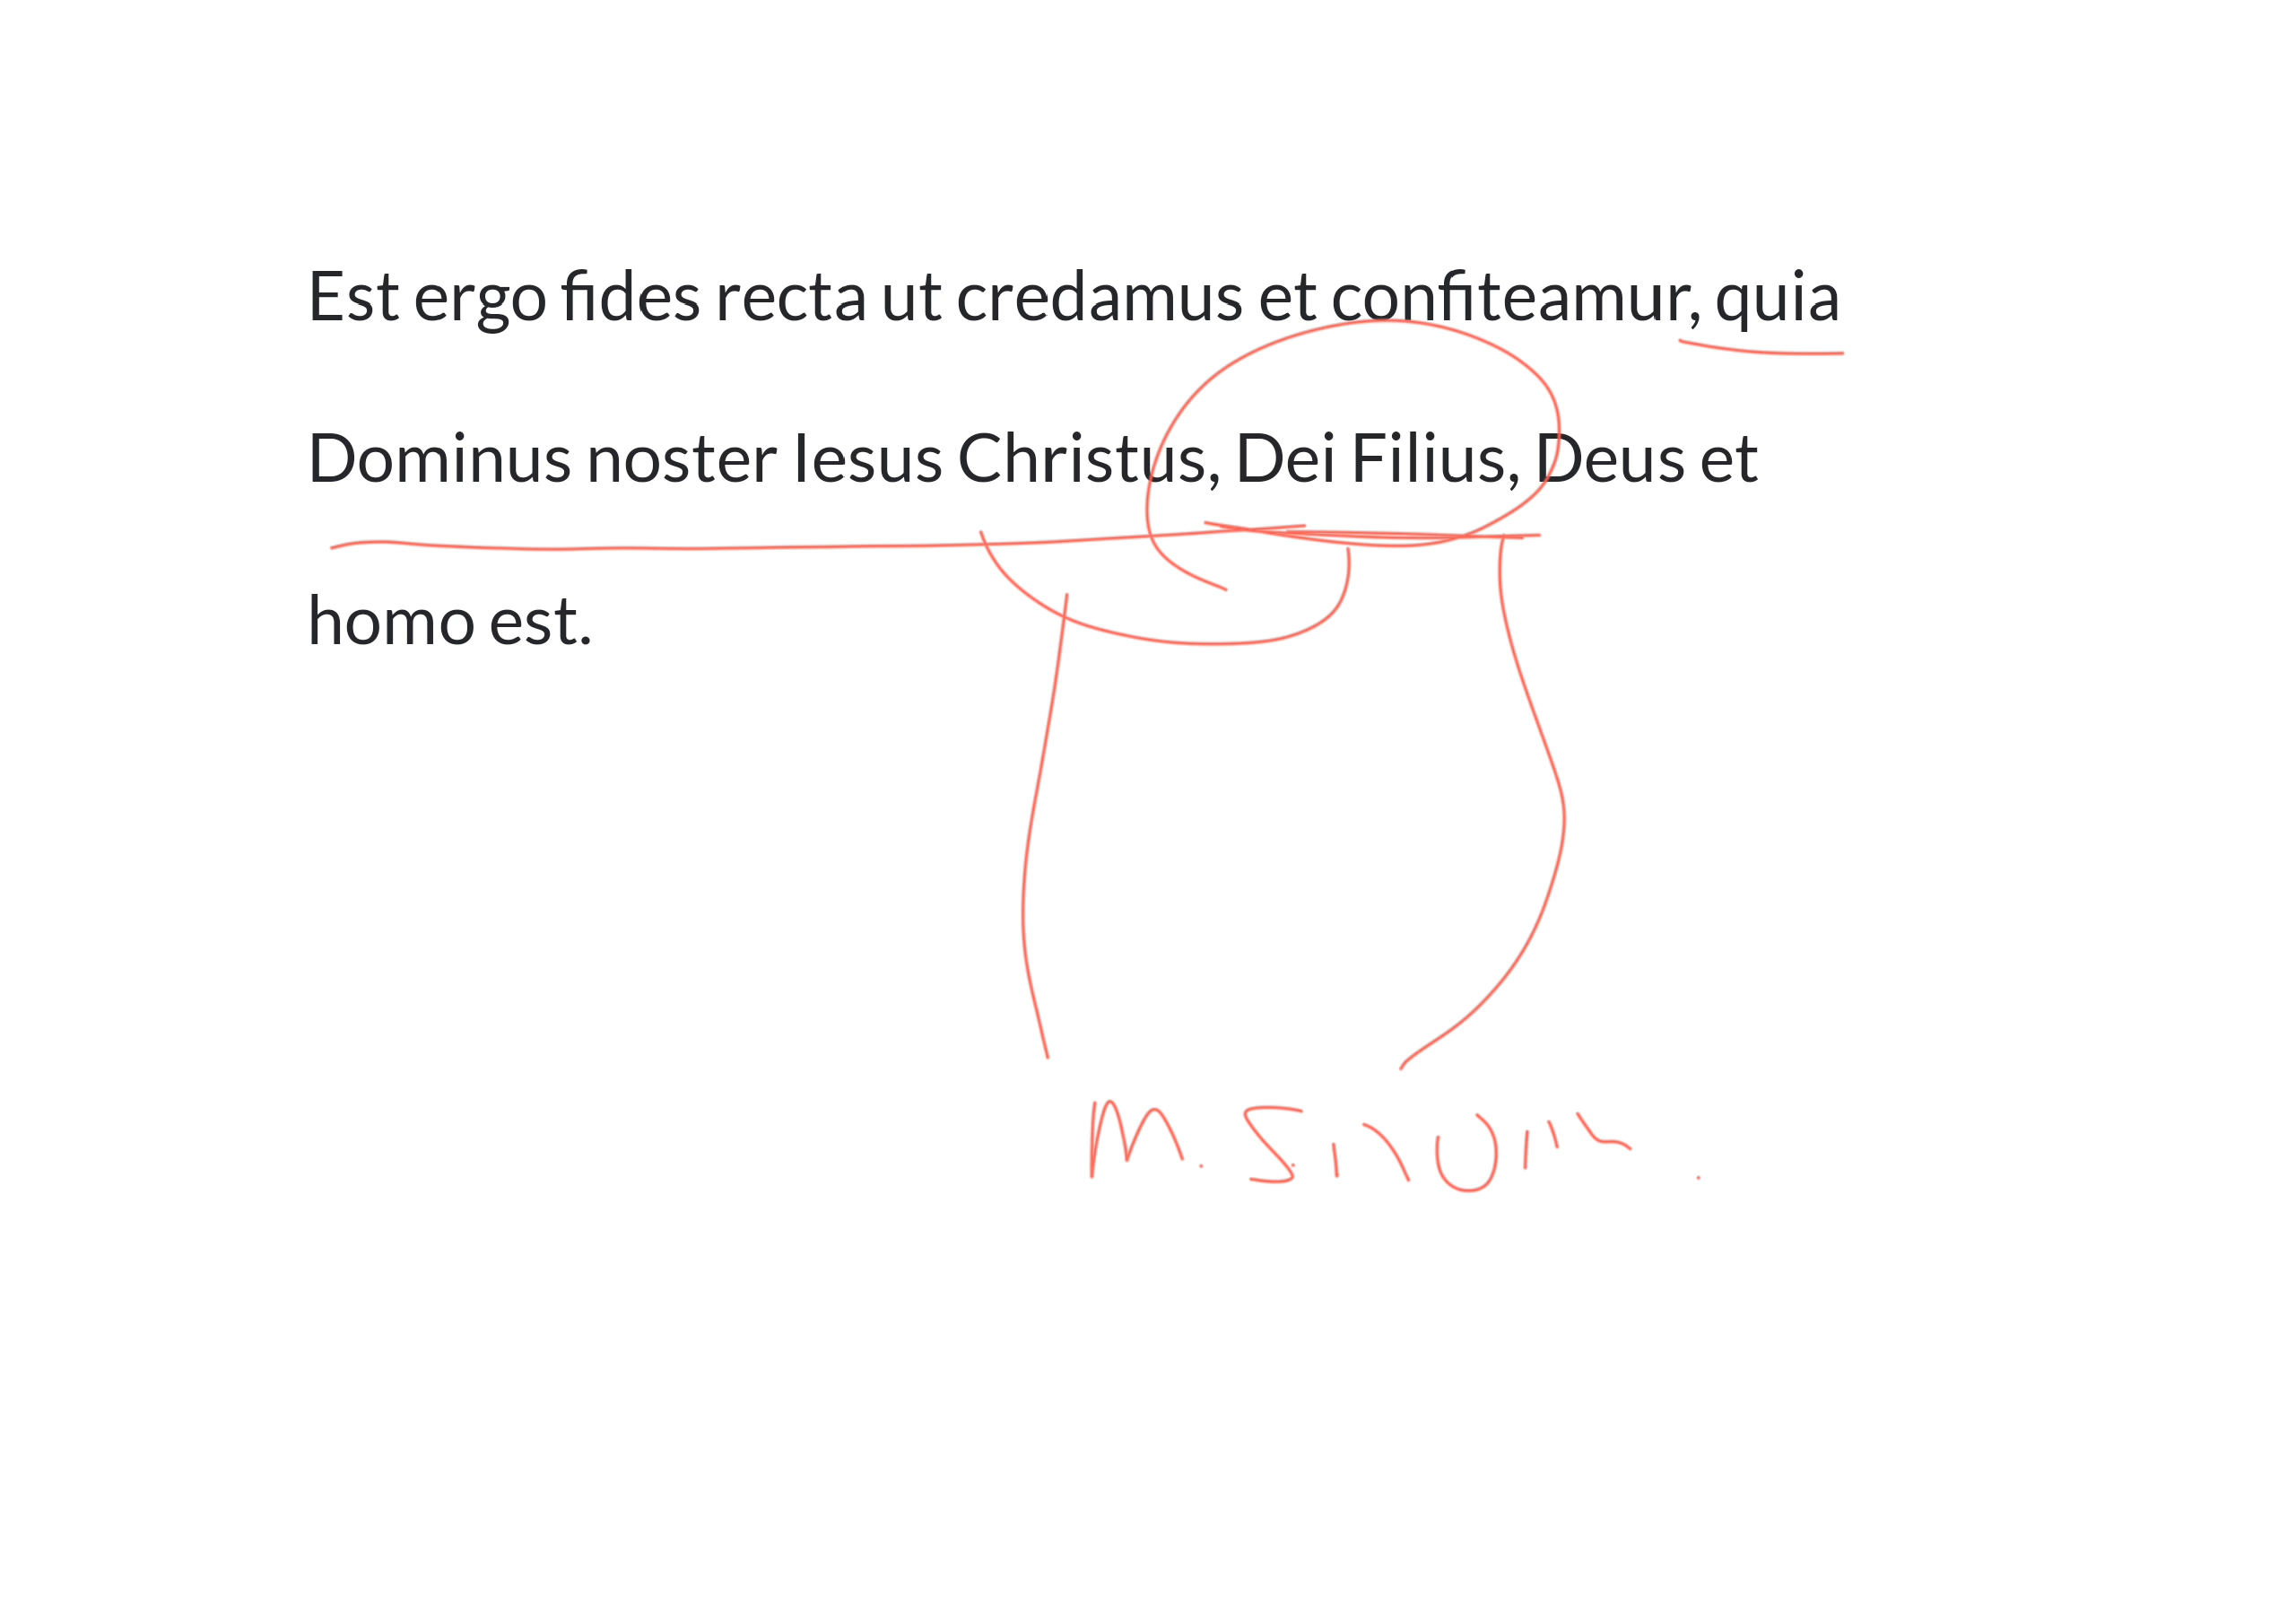 Est ergo fides recta ut credamus et confiteamur, quia
Dominus noster Iesus Christus, Dei Filius, Deus et
homo est.
M.